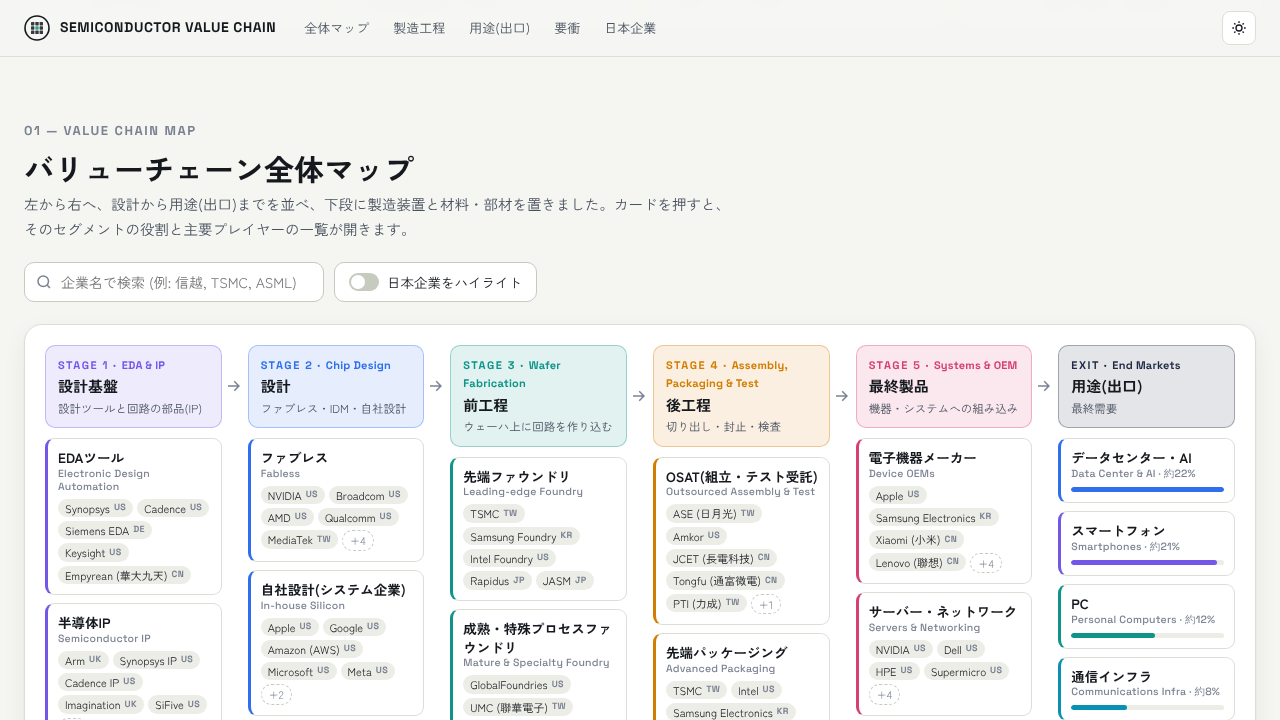 SEMICONDUCTOR VALUE CHAIN 全体マップ 製造工程 用途(出口) 要衝 日本企業
01 — VALUE CHAIN MAP
バリューチェーン全体マップ
左から右へ、設計から用途(出口)までを並べ、下段に製造装置と材料・部材を置きました。カードを押すと、
そのセグメントの役割と主要プレイヤーの一覧が開きます。
企業名で検索 (例: 信越, TSMC, ASML)
日本企業をハイライト
STAGE 1 · EDA & IP
設計基盤
設計ツールと回路の部品(IP)
EDAツール
Electronic Design
Automation
Synopsys US Cadence US
Siemens EDA DE
Keysight US
Empyrean (華大九天) CN
半導体IP
Semiconductor IP
Arm UK Synopsys IP US
Cadence IP US
Imagination UK SiFive US
STAGE 2 · Chip Design
設計
ファブレス・IDM・自社設計
ファブレス
Fabless
NVIDIA US Broadcom US
AMD US Qualcomm US
MediaTek TW +4
自社設計(システム企業)
In-house Silicon
Apple US Google US
Amazon (AWS) US
Microsoft US Meta US
+2
STAGE 3 · Wafer
Fabrication
前工程
ウェーハ上に回路を作り込む
先端ファウンドリ
Leading-edge Foundry
TSMC TW
Samsung Foundry KR
Intel Foundry US
Rapidus JP JASM JP
成熟・特殊プロセスファ
ウンドリ
Mature & Specialty Foundry
GlobalFoundries US
UMC (聯華電子) TW
STAGE 4 · Assembly,
Packaging & Test
後工程
切り出し・封止・検査
OSAT(組立・テスト受託)
Outsourced Assembly & Test
ASE (日月光) TW
Amkor US
JCET (長電科技) CN
Tongfu (通富微電) CN
PTI (力成) TW +1
先端パッケージング
Advanced Packaging
TSMC TW Intel US
Samsung Electronics KR
STAGE 5 · Systems & OEM
最終製品
機器・システムへの組み込み
電子機器メーカー
Device OEMs
Apple US
Samsung Electronics KR
Xiaomi (小米) CN
Lenovo (聯想) CN +4
サーバー・ネットワーク
Servers & Networking
NVIDIA US Dell US
HPE US Supermicro US
+4
EXIT · End Markets
用途(出口)
最終需要
データセンター・AI
Data Center & AI · 約22%
スマートフォン
Smartphones · 約21%
PC
Personal Computers · 約12%
通信インフラ
Communications Infra · 約8%